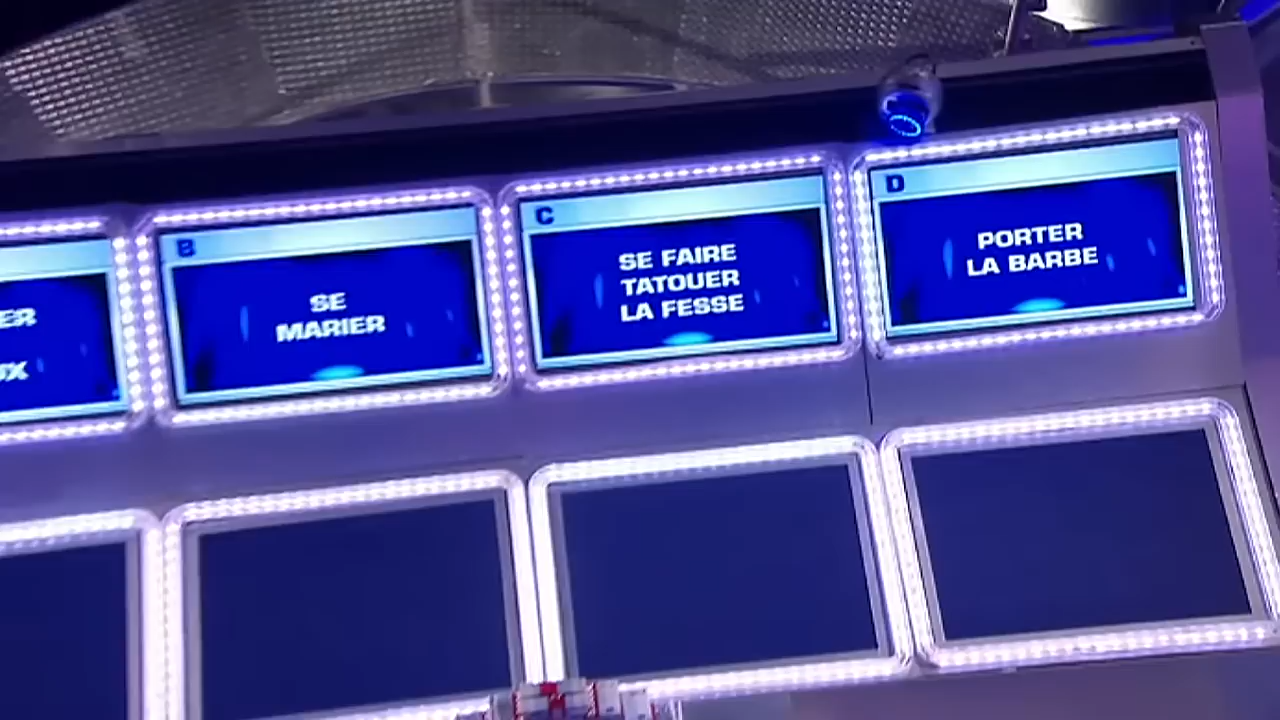 B
SE
MARIER
C
SE FAIRE
TATOUER
LA FESSE
D
PORTER
LA BARBE